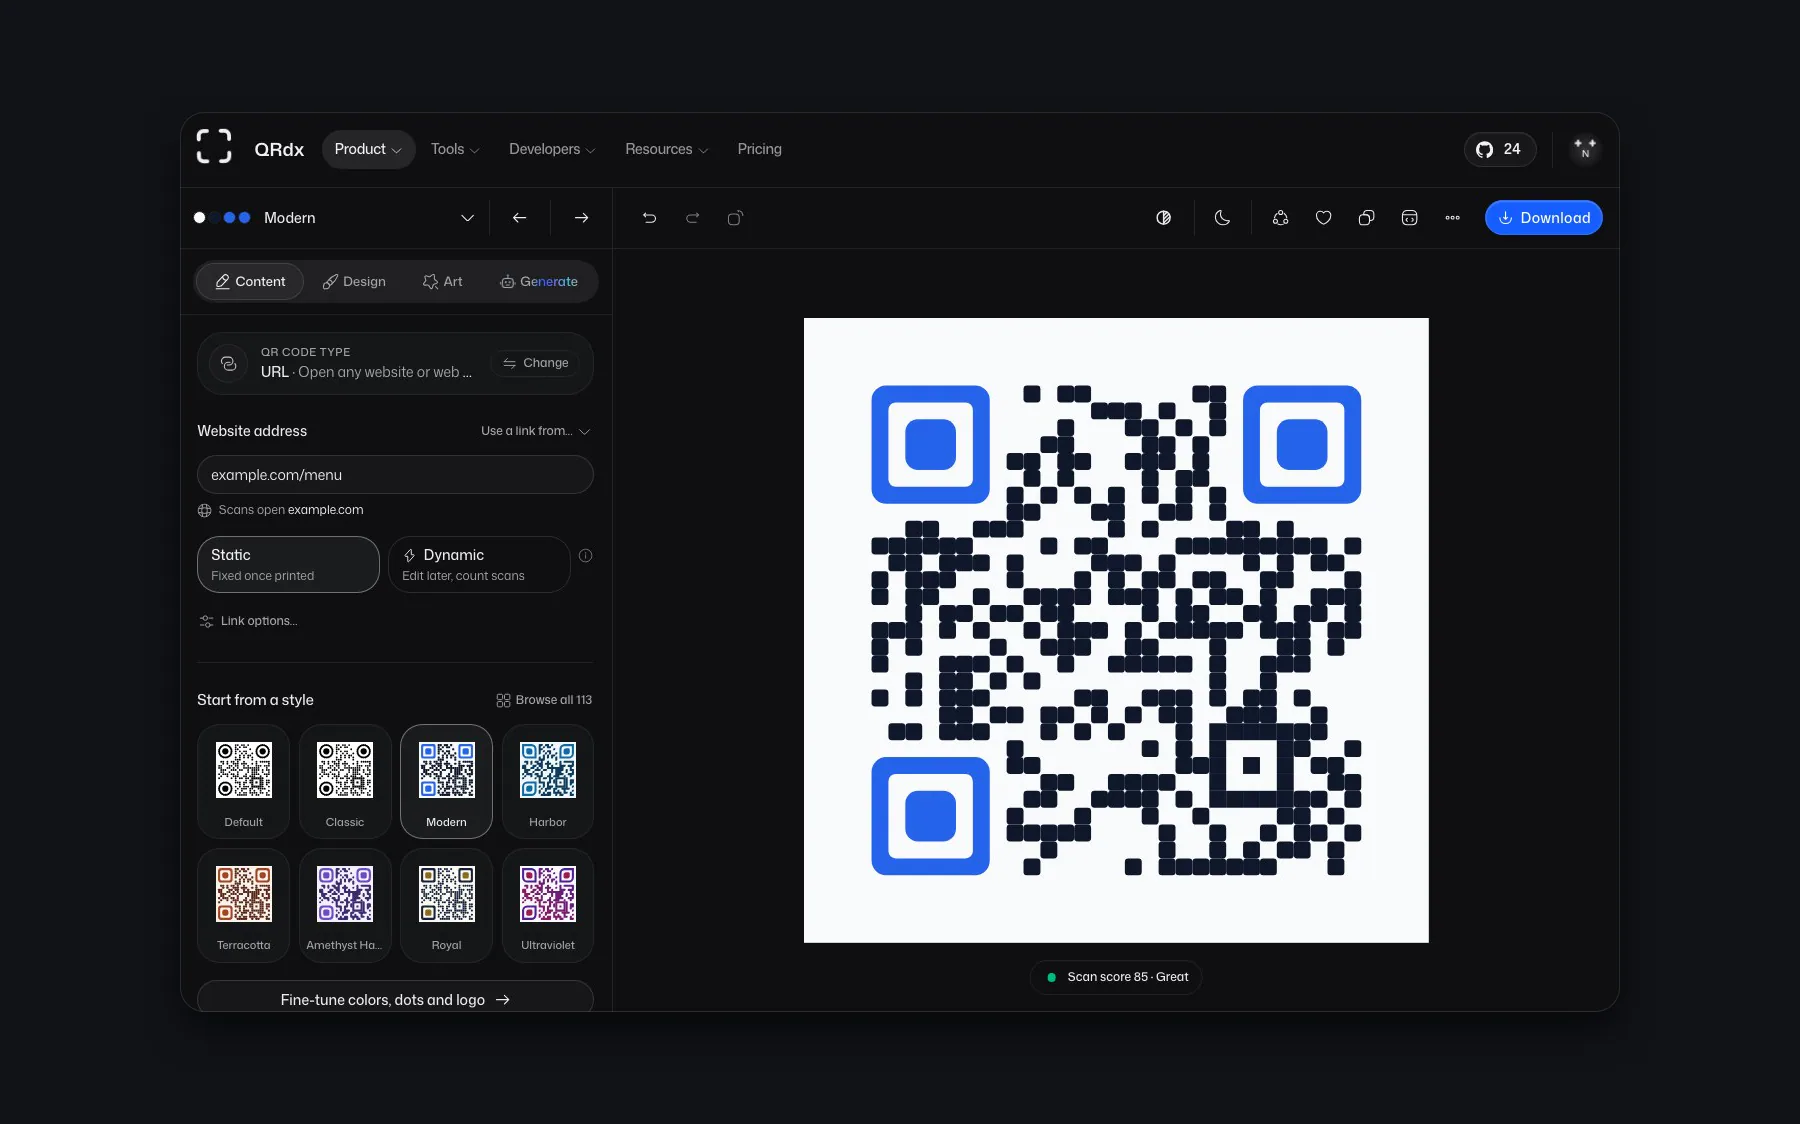 QRdx
Product
Tools
Developers
Resources
Pricing
24
N
Modern
Download
Content
Design
Art
Generate
QR CODE TYPE
URL · Open any website or web ...
Change
Website address
Use a link from...
example.com/menu
Scans open example.com
Static
Fixed once printed
Dynamic
Edit later, count scans
Link options...
Start from a style
Browse all 113
Default
Classic
Modern
Harbor
Terracotta
Amethyst Ha...
Royal
Ultraviolet
Fine-tune colors, dots and logo
Scan score 85 · Great